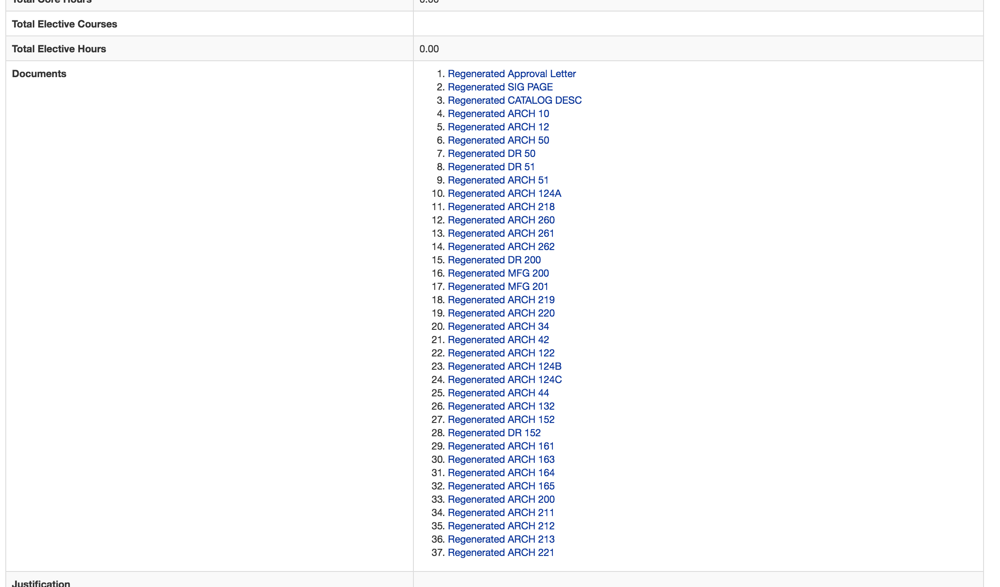 Total Core Hours 0.00
Total Elective Courses
Total Elective Hours 0.00
Documents
1. Regenerated Approval Letter
2. Regenerated SIG PAGE
3. Regenerated CATALOG DESC
4. Regenerated ARCH 10
5. Regenerated ARCH 12
6. Regenerated ARCH 50
7. Regenerated DR 50
8. Regenerated DR 51
9. Regenerated ARCH 51
10. Regenerated ARCH 124A
11. Regenerated ARCH 218
12. Regenerated ARCH 260
13. Regenerated ARCH 261
14. Regenerated ARCH 262
15. Regenerated DR 200
16. Regenerated MFG 200
17. Regenerated MFG 201
18. Regenerated ARCH 219
19. Regenerated ARCH 220
20. Regenerated ARCH 34
21. Regenerated ARCH 42
22. Regenerated ARCH 122
23. Regenerated ARCH 124B
24. Regenerated ARCH 124C
25. Regenerated ARCH 44
26. Regenerated ARCH 132
27. Regenerated ARCH 152
28. Regenerated DR 152
29. Regenerated ARCH 161
30. Regenerated ARCH 163
31. Regenerated ARCH 164
32. Regenerated ARCH 165
33. Regenerated ARCH 200
34. Regenerated ARCH 211
35. Regenerated ARCH 212
36. Regenerated ARCH 213
37. Regenerated ARCH 221
Justification